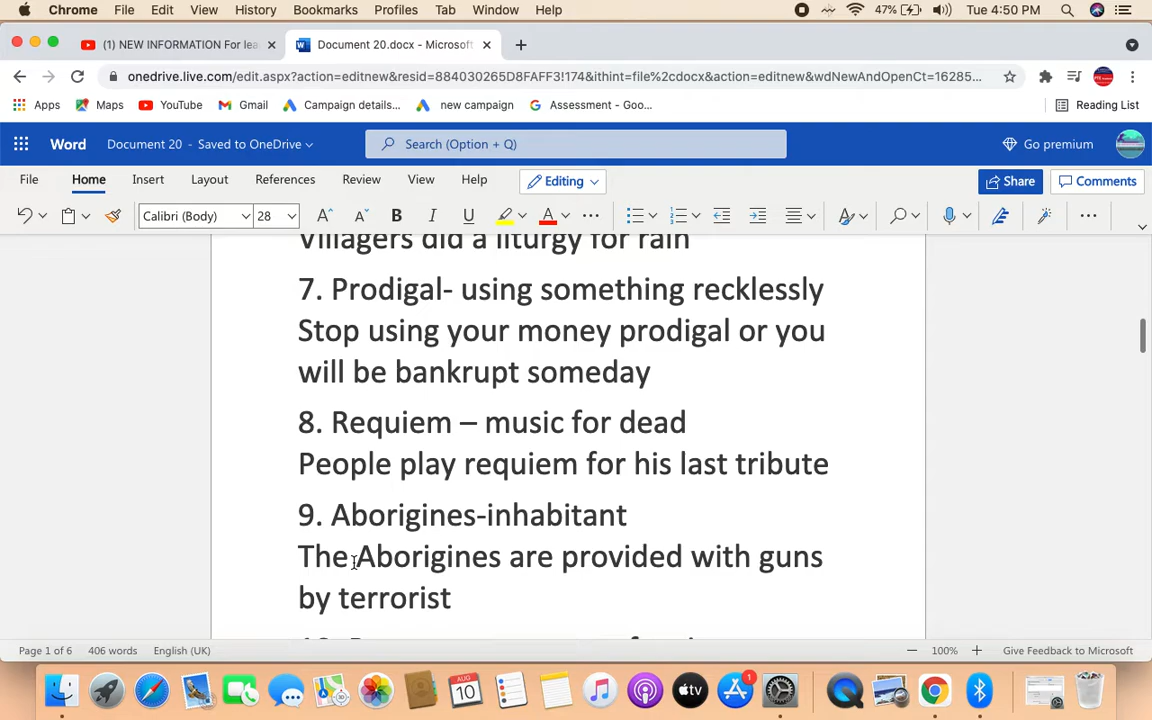 Chrome File Edit View History Bookmarks Profiles Tab Window Help 47% Tue 4:50 PM
(1) NEW INFORMATION For lea Document 20.docx - Microsoft
onedrive.live.com/edit.aspx?action=editnew&resid=884030265D8FAFF3!174&ithint=file%2cdocx&action=editnew&wdNewAndOpenCt=16285...
Apps Maps YouTube Gmail Campaign details... new campaign Assessment - Goo... Reading List
Word Document 20 - Saved to OneDrive Search (Option + Q) Go premium
File Home Insert Layout References Review View Help Editing Share Comments
Calibri (Body) 28
Villagers did a liturgy for rain
7. Prodigal- using something recklessly
Stop using your money prodigal or you
will be bankrupt someday
8. Requiem – music for dead
People play requiem for his last tribute
9. Aborigines-inhabitant
The Aborigines are provided with guns
by terrorist
Page 1 of 6 406 words English (UK) 100% Give Feedback to Microsoft
AUG
10
1